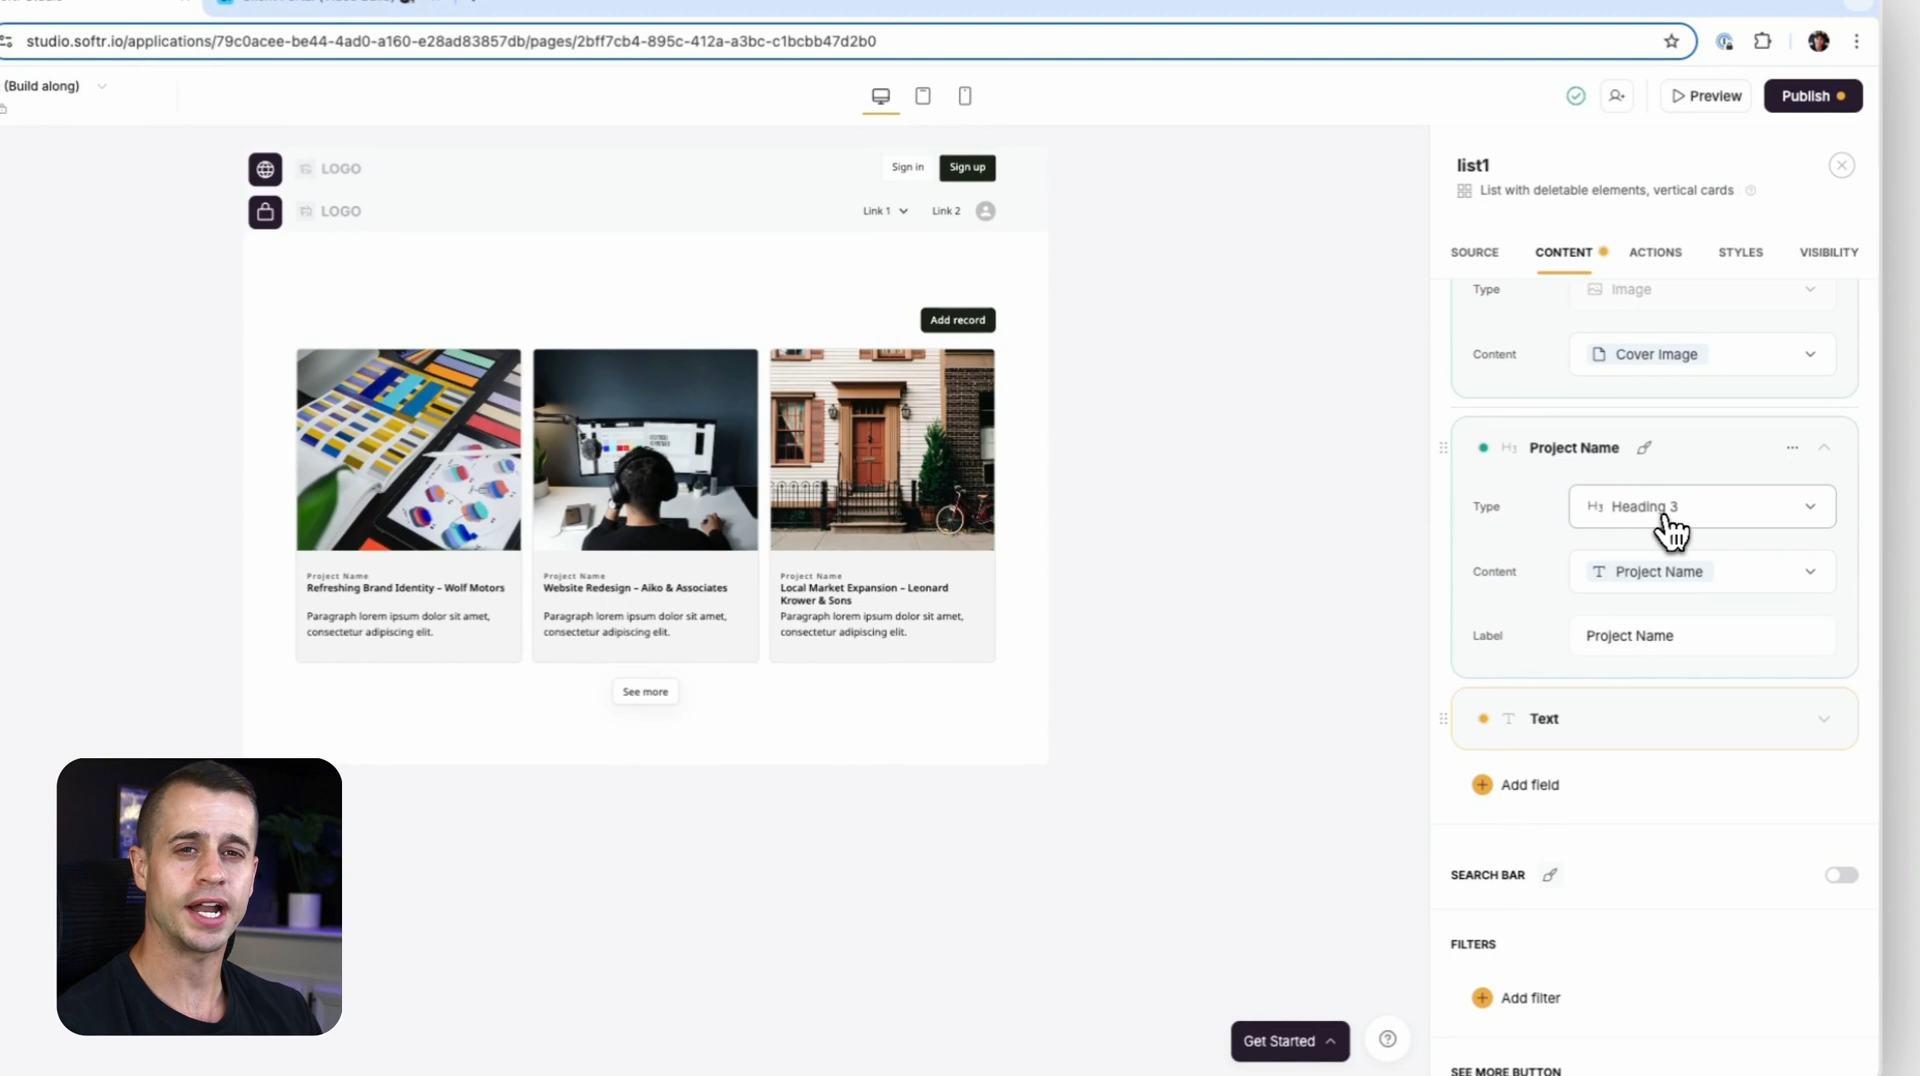 studio.softr.io/applications/79c0acee-be44-4ad0-a160-e28ad83857db/pages/2bff7cb4-895c-412a-a3bc-c1bcbb47d2b0
(Build along)
Preview
Publish
LOGO
Sign in
Sign up
LOGO
Link 1
Link 2
Add record
Project Name
Refreshing Brand Identity – Wolf Motors
Paragraph lorem ipsum dolor sit amet,
consectetur adipiscing elit.
Project Name
Website Redesign – Aiko & Associates
Paragraph lorem ipsum dolor sit amet,
consectetur adipiscing elit.
Project Name
Local Market Expansion – Leonard
Krower & Sons
Paragraph lorem ipsum dolor sit amet,
consectetur adipiscing elit.
See more
Get Started
list1
List with deletable elements, vertical cards
SOURCE
CONTENT
ACTIONS
STYLES
VISIBILITY
Type
Image
Content
Cover Image
H3 Project Name
Type
H3 Heading 3
Content
T Project Name
Label
Project Name
T Text
Add field
SEARCH BAR
FILTERS
Add filter
SEE MORE BUTTON